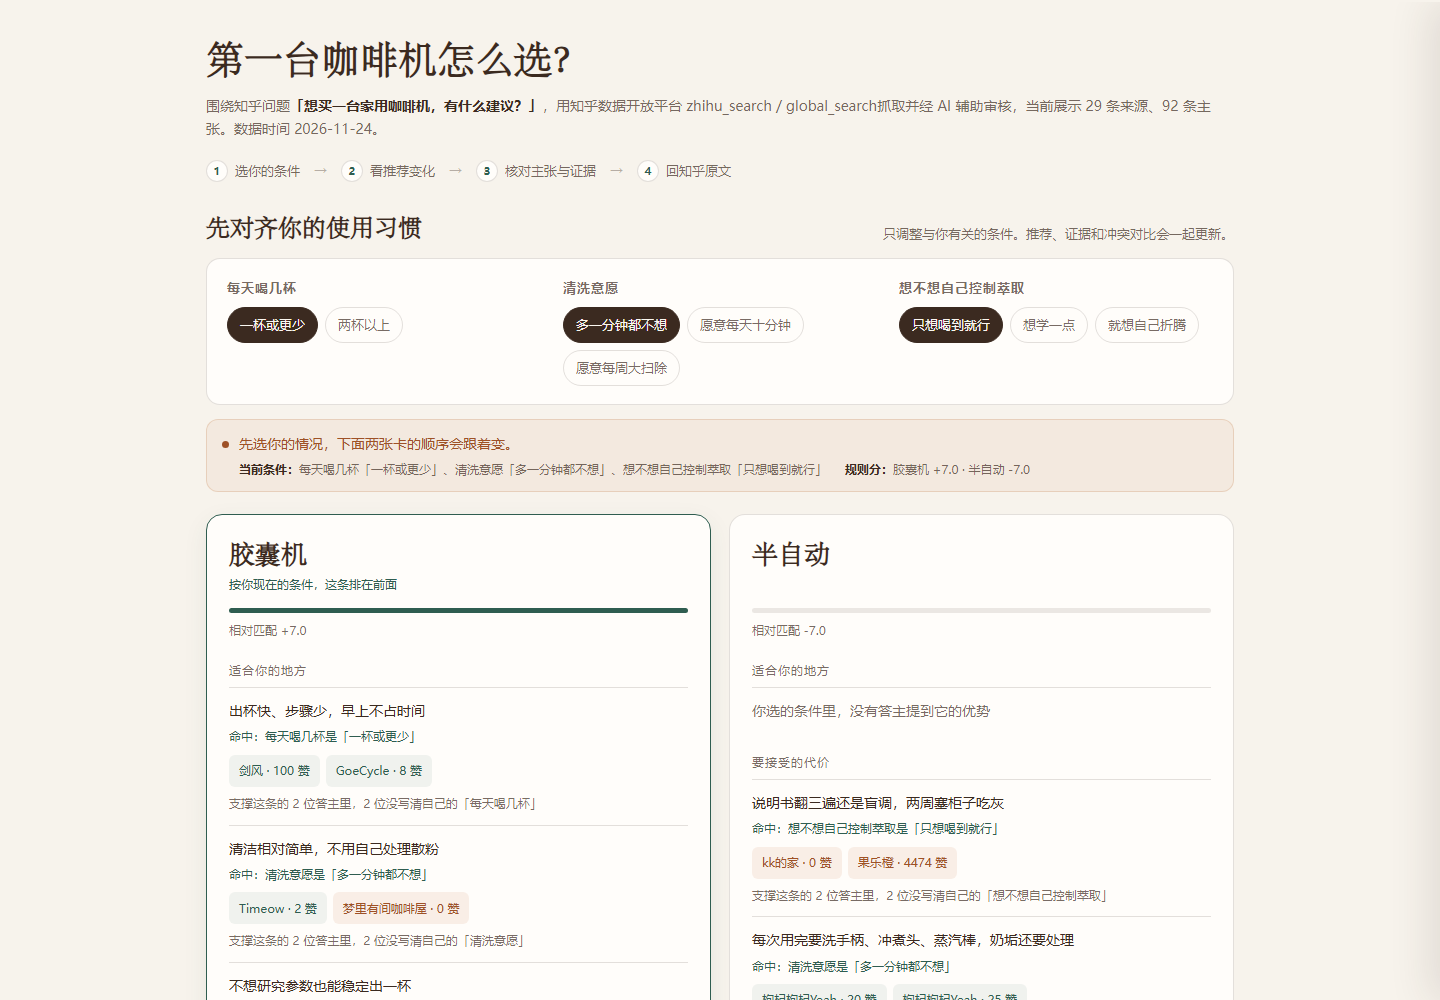 第一台咖啡机怎么选?
围绕知乎问题「想买一台家用咖啡机，有什么建议？」，用知乎数据开放平台 zhihu_search / global_search抓取并经 AI 辅助审核，当前展示 29 条来源、92 条主
张。数据时间 2026-11-24。
1 选你的条件 → 2 看推荐变化 → 3 核对主张与证据 → 4 回知乎原文
先对齐你的使用习惯
只调整与你有关的条件。推荐、证据和冲突对比会一起更新。
每天喝几杯
一杯或更少 两杯以上
清洗意愿
多一分钟都不想 愿意每天十分钟
愿意每周大扫除
想不想自己控制萃取
只想喝到就行 想学一点 就想自己折腾
先选你的情况，下面两张卡的顺序会跟着变。
当前条件：每天喝几杯「一杯或更少」、清洗意愿「多一分钟都不想」、想不想自己控制萃取「只想喝到就行」 规则分：胶囊机 +7.0 · 半自动 -7.0
胶囊机
按你现在的条件，这条排在前面
相对匹配 +7.0
适合你的地方
出杯快、步骤少，早上不占时间
命中：每天喝几杯是「一杯或更少」
剑风 · 100 赞 GoeCycle · 8 赞
支撑这条的 2 位答主里，2 位没写清自己的「每天喝几杯」
清洁相对简单，不用自己处理散粉
命中：清洗意愿是「多一分钟都不想」
Timeow · 2 赞 梦里有间咖啡屋 · 0 赞
支撑这条的 2 位答主里，2 位没写清自己的「清洗意愿」
不想研究参数也能稳定出一杯
半自动
相对匹配 -7.0
适合你的地方
你选的条件里，没有答主提到它的优势
要接受的代价
说明书翻三遍还是盲调，两周塞柜子吃灰
命中：想不想自己控制萃取是「只想喝到就行」
kk的家 · 0 赞 果乐橙 · 4474 赞
支撑这条的 2 位答主里，2 位没写清自己的「想不想自己控制萃取」
每次用完要洗手柄、冲煮头、蒸汽棒，奶垢还要处理
命中：清洗意愿是「多一分钟都不想」
枸杞枸杞Yeah · 20 赞 枸杞枸杞Yeah · 25 赞